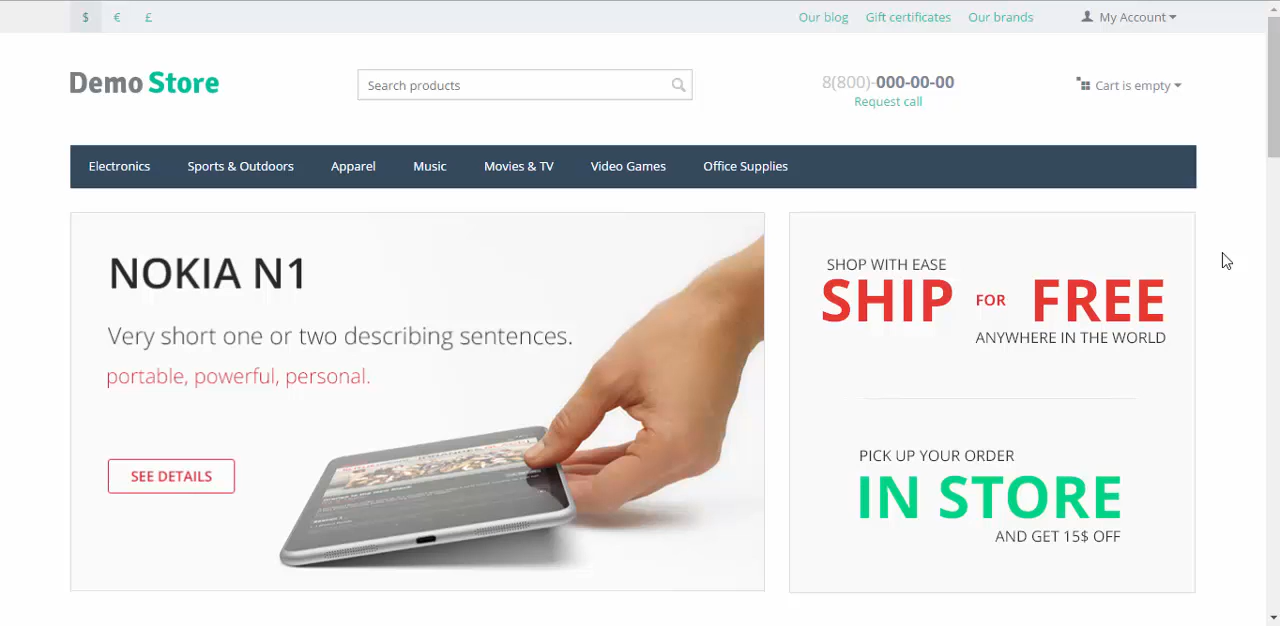 $ € £ Our blog Gift certificates Our brands My Account
Demo Store Search products 8(800)-000-00-00 Cart is empty
Request call
Electronics Sports & Outdoors Apparel Music Movies & TV Video Games Office Supplies
NOKIA N1
Very short one or two describing sentences.
portable, powerful, personal.
SEE DETAILS
SHOP WITH EASE
SHIP FOR FREE
ANYWHERE IN THE WORLD
PICK UP YOUR ORDER
IN STORE
AND GET 15$ OFF